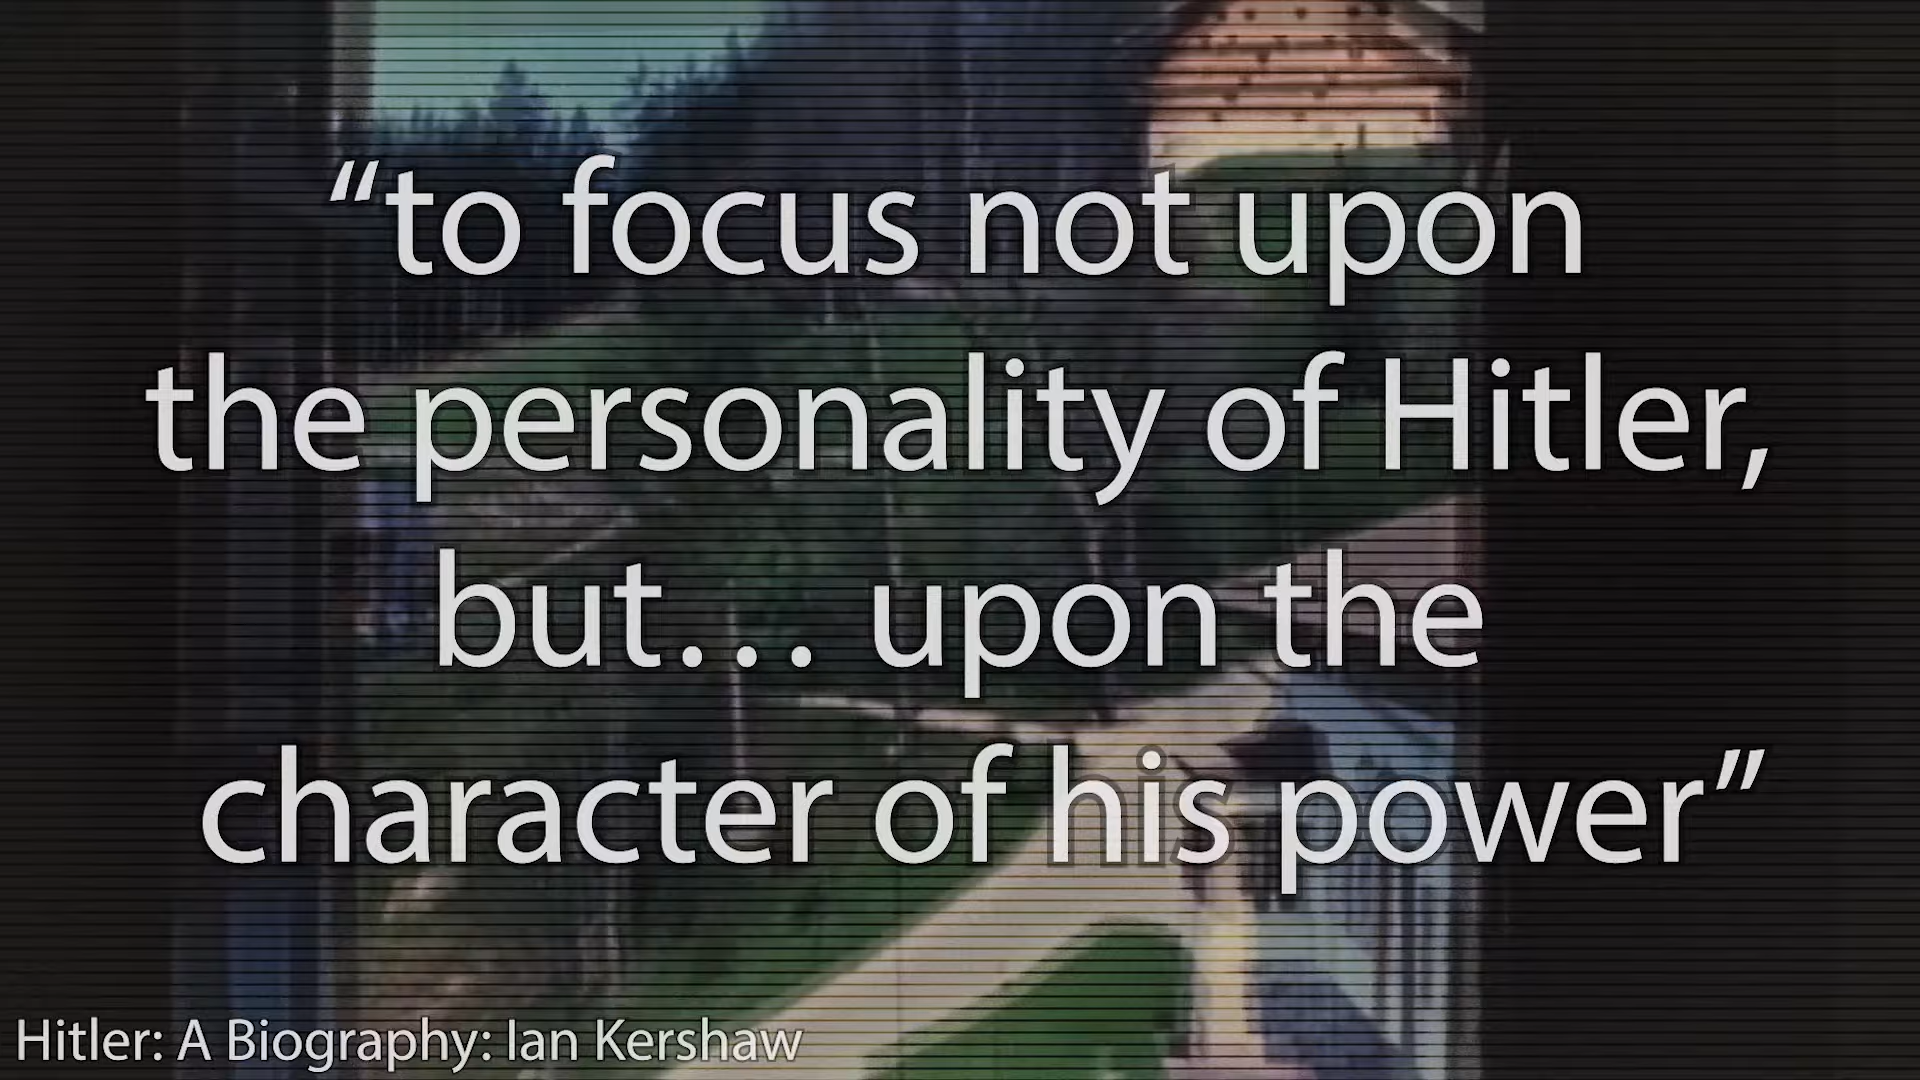 “to focus not upon
the personality of Hitler,
but… upon the
character of his power”
Hitler: A Biography: Ian Kershaw